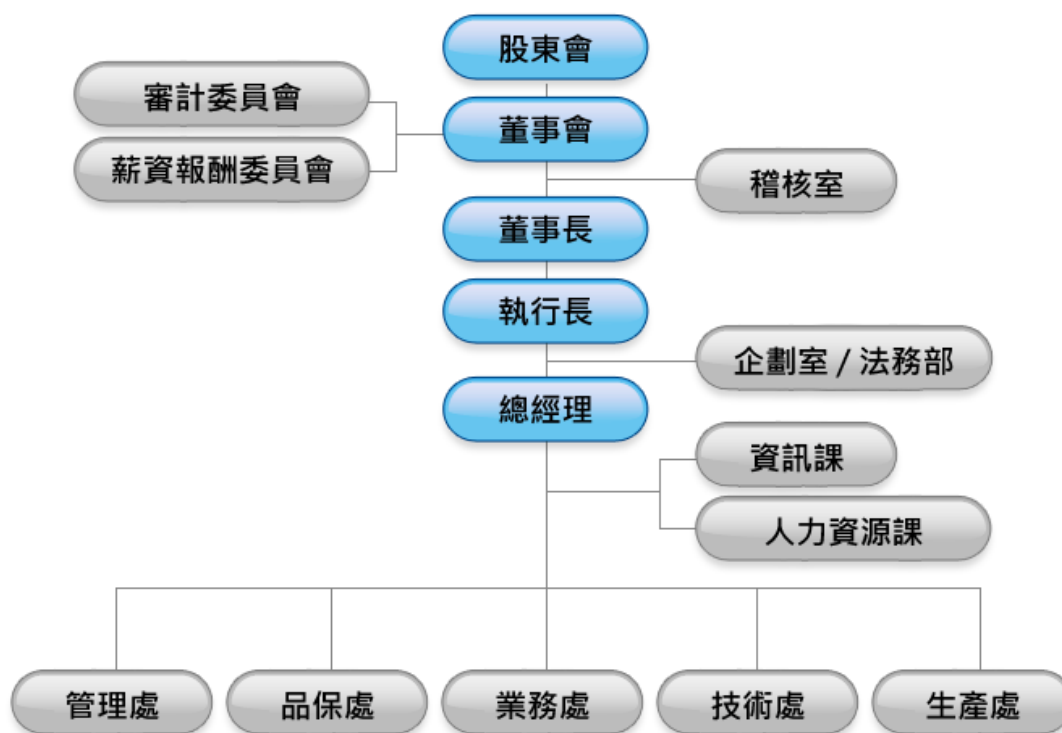 股東會
審計委員會
董事會
薪資報酬委員會
稽核室
董事長
執行長
企劃室 / 法務部
總經理
資訊課
人力資源課
管理處
品保處
業務處
技術處
生產處